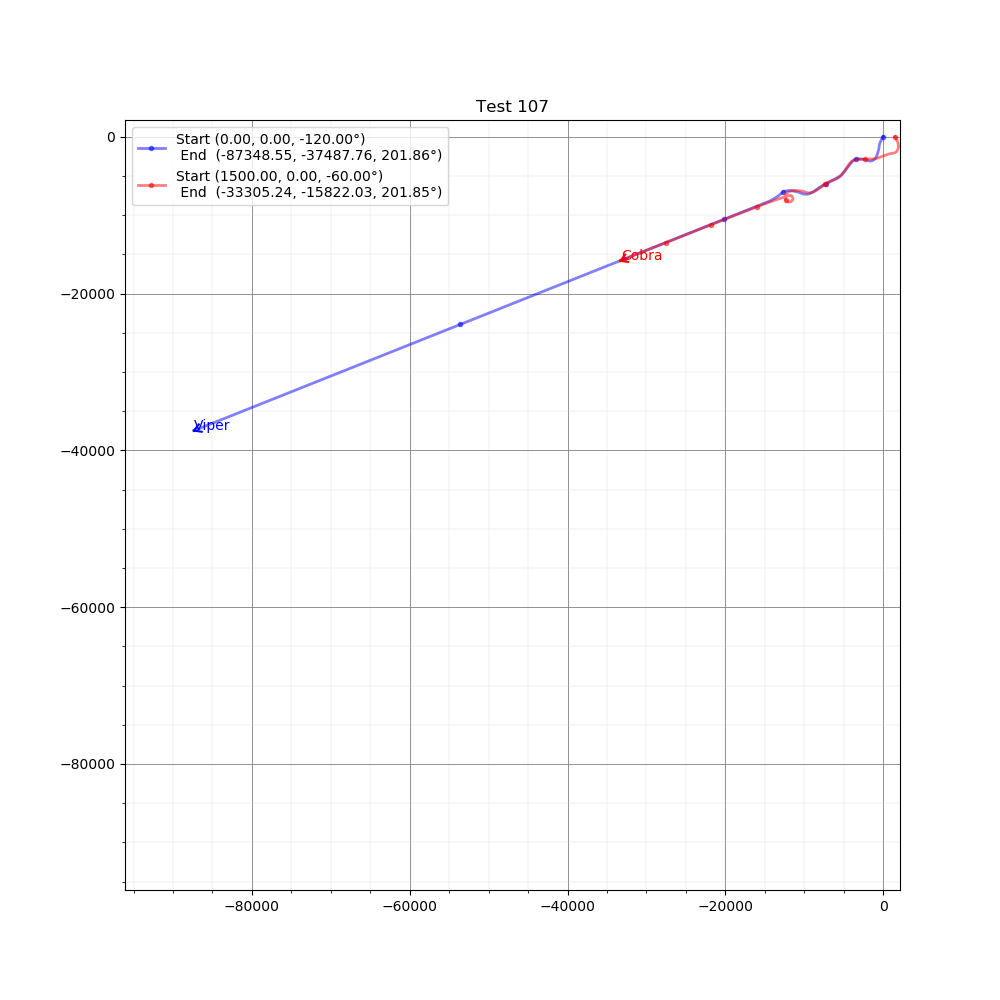 Test 107
Start (0.00, 0.00, -120.00°)
End (-87348.55, -37487.76, 201.86°)
Start (1500.00, 0.00, -60.00°)
End (-33305.24, -15822.03, 201.85°)
0
−20000
−40000
−60000
−80000
Cobra
Viper
−80000
−60000
−40000
−20000
0